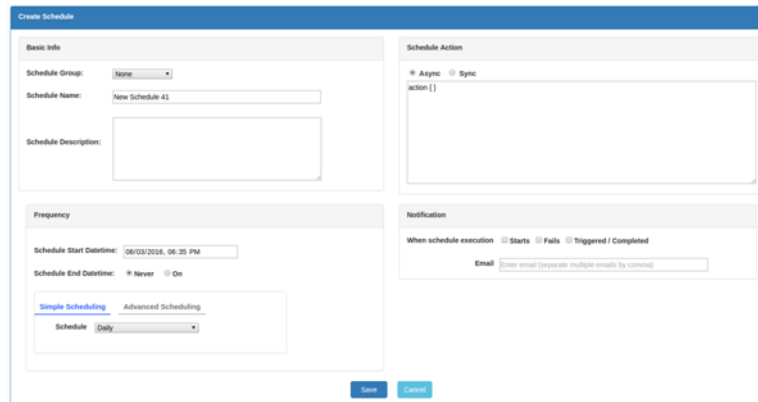 Create Schedule
Basic Info
Schedule Group: None
Schedule Name: New Schedule 41
Schedule Description:
Schedule Action
Async Sync
action { }
Frequency
Schedule Start Datetime: 08/03/2016, 06:35 PM
Schedule End Datetime: Never On
Simple Scheduling Advanced Scheduling
Schedule Daily
Notification
When schedule execution Starts Fails Triggered / Completed
Email Enter email (separate multiple emails by comma)
Save Cancel